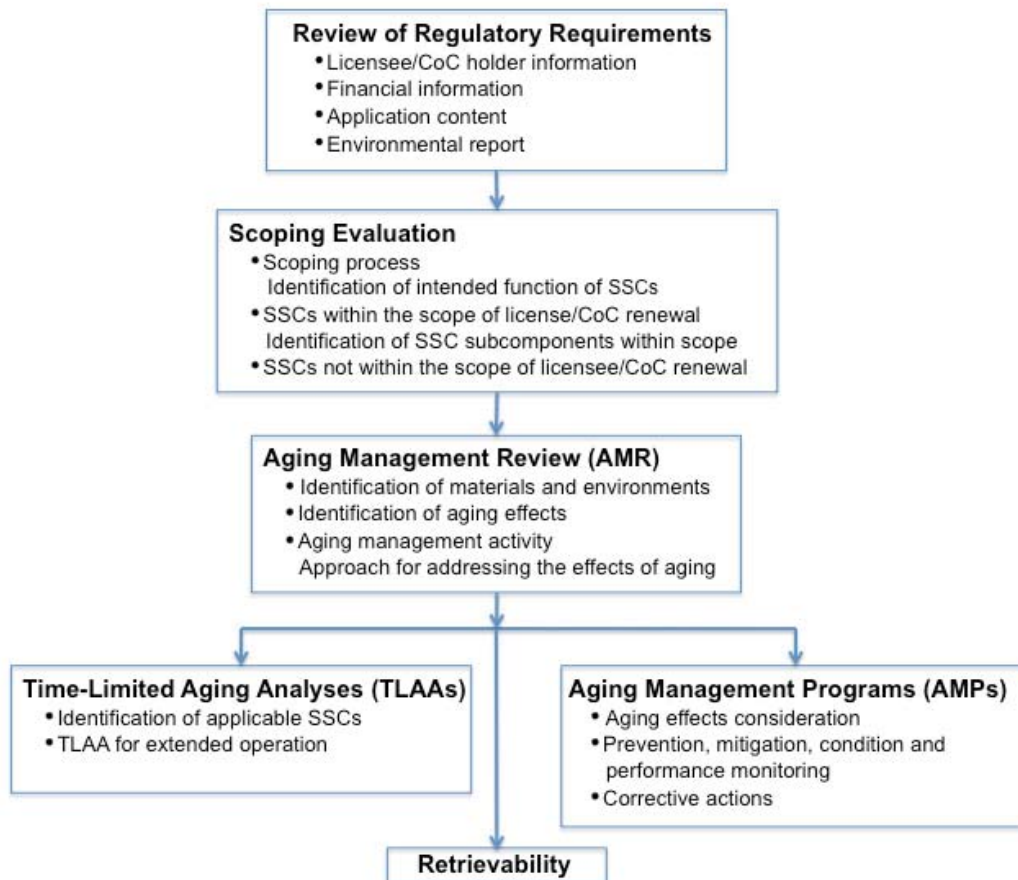 Review of Regulatory Requirements
• Licensee/CoC holder information
• Financial information
• Application content
• Environmental report
Scoping Evaluation
• Scoping process
Identification of intended function of SSCs
• SSCs within the scope of license/CoC renewal
Identification of SSC subcomponents within scope
• SSCs not within the scope of licensee/CoC renewal
Aging Management Review (AMR)
• Identification of materials and environments
• Identification of aging effects
• Aging management activity
Approach for addressing the effects of aging
Time-Limited Aging Analyses (TLAAs)
• Identification of applicable SSCs
• TLAA for extended operation
Aging Management Programs (AMPs)
• Aging effects consideration
• Prevention, mitigation, condition and
performance monitoring
• Corrective actions
Retrievability